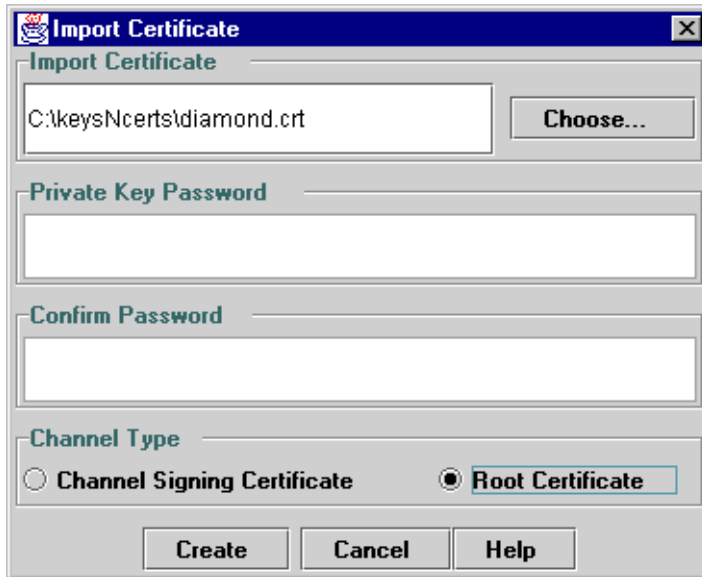 Import Certificate
Import Certificate
C:\keysNcerts\diamond.crt Choose...
Private Key Password
Confirm Password
Channel Type
Channel Signing Certificate Root Certificate
Create Cancel Help